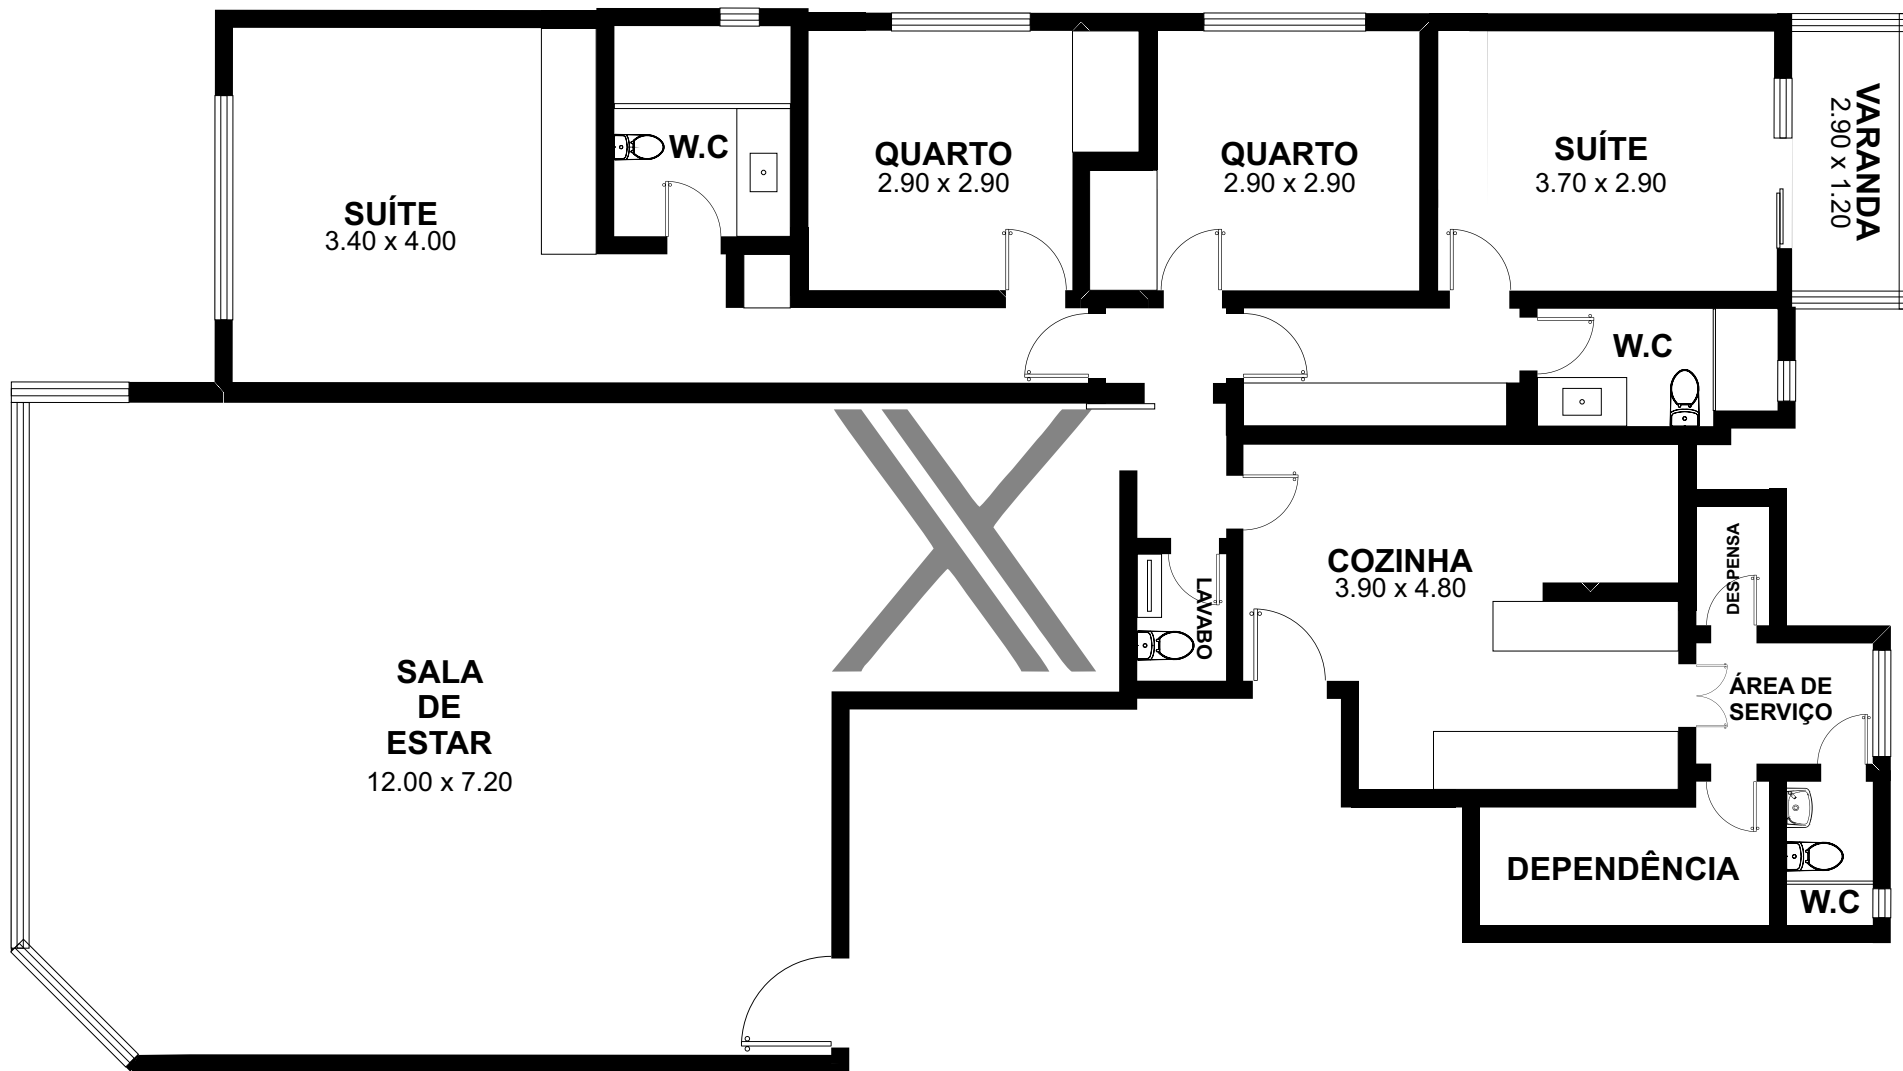 SUÍTE
3.40 x 4.00
W.C
QUARTO
2.90 x 2.90
QUARTO
2.90 x 2.90
SUÍTE
3.70 x 2.90
VARANDA
2.90 x 1.20
W.C
COZINHA
3.90 x 4.80
DESPENSA
LAVABO
ÁREA DE
SERVIÇO
SALA
DE
ESTAR
12.00 x 7.20
DEPENDÊNCIA
W.C